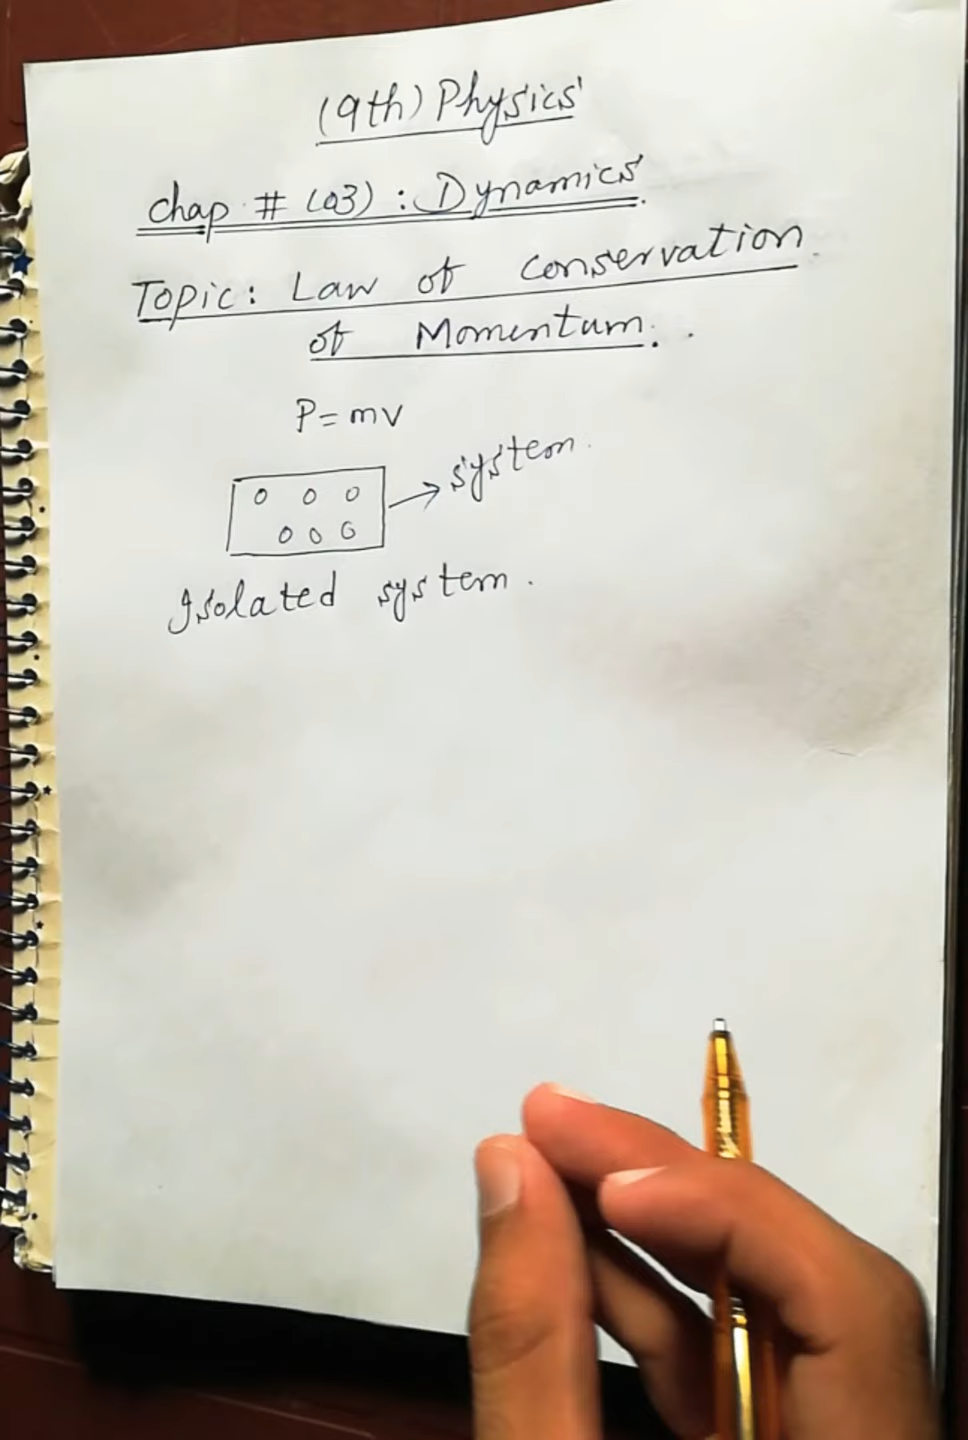 (9th) Physics
chap # (03) : Dynamics.
Topic: Law of conservation
of Momentum.
P = mv
system.
Isolated system.